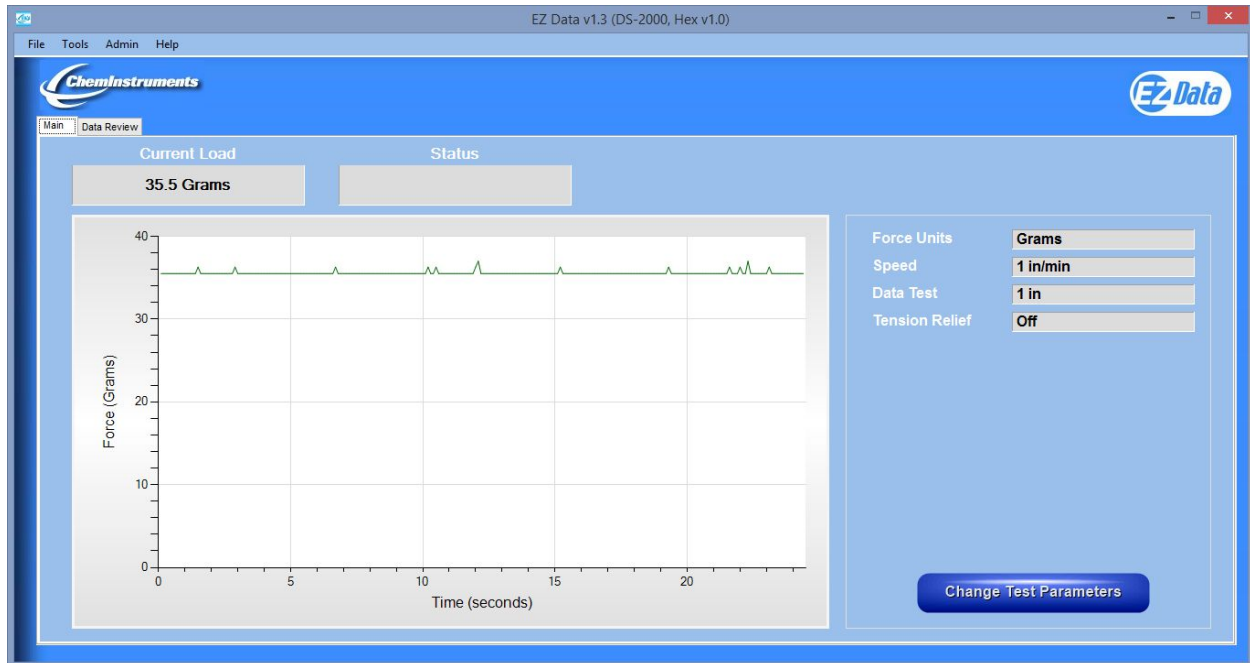 EZ Data v1.3 (DS-2000, Hex v1.0)
File Tools Admin Help
ChemInstruments
EZ Data
Main Data Review
Current Load Status
35.5 Grams
40
30
20
10
0
Force (Grams)
0 5 10 15 20
Time (seconds)
Force Units Grams
Speed 1 in/min
Data Test 1 in
Tension Relief Off
Change Test Parameters